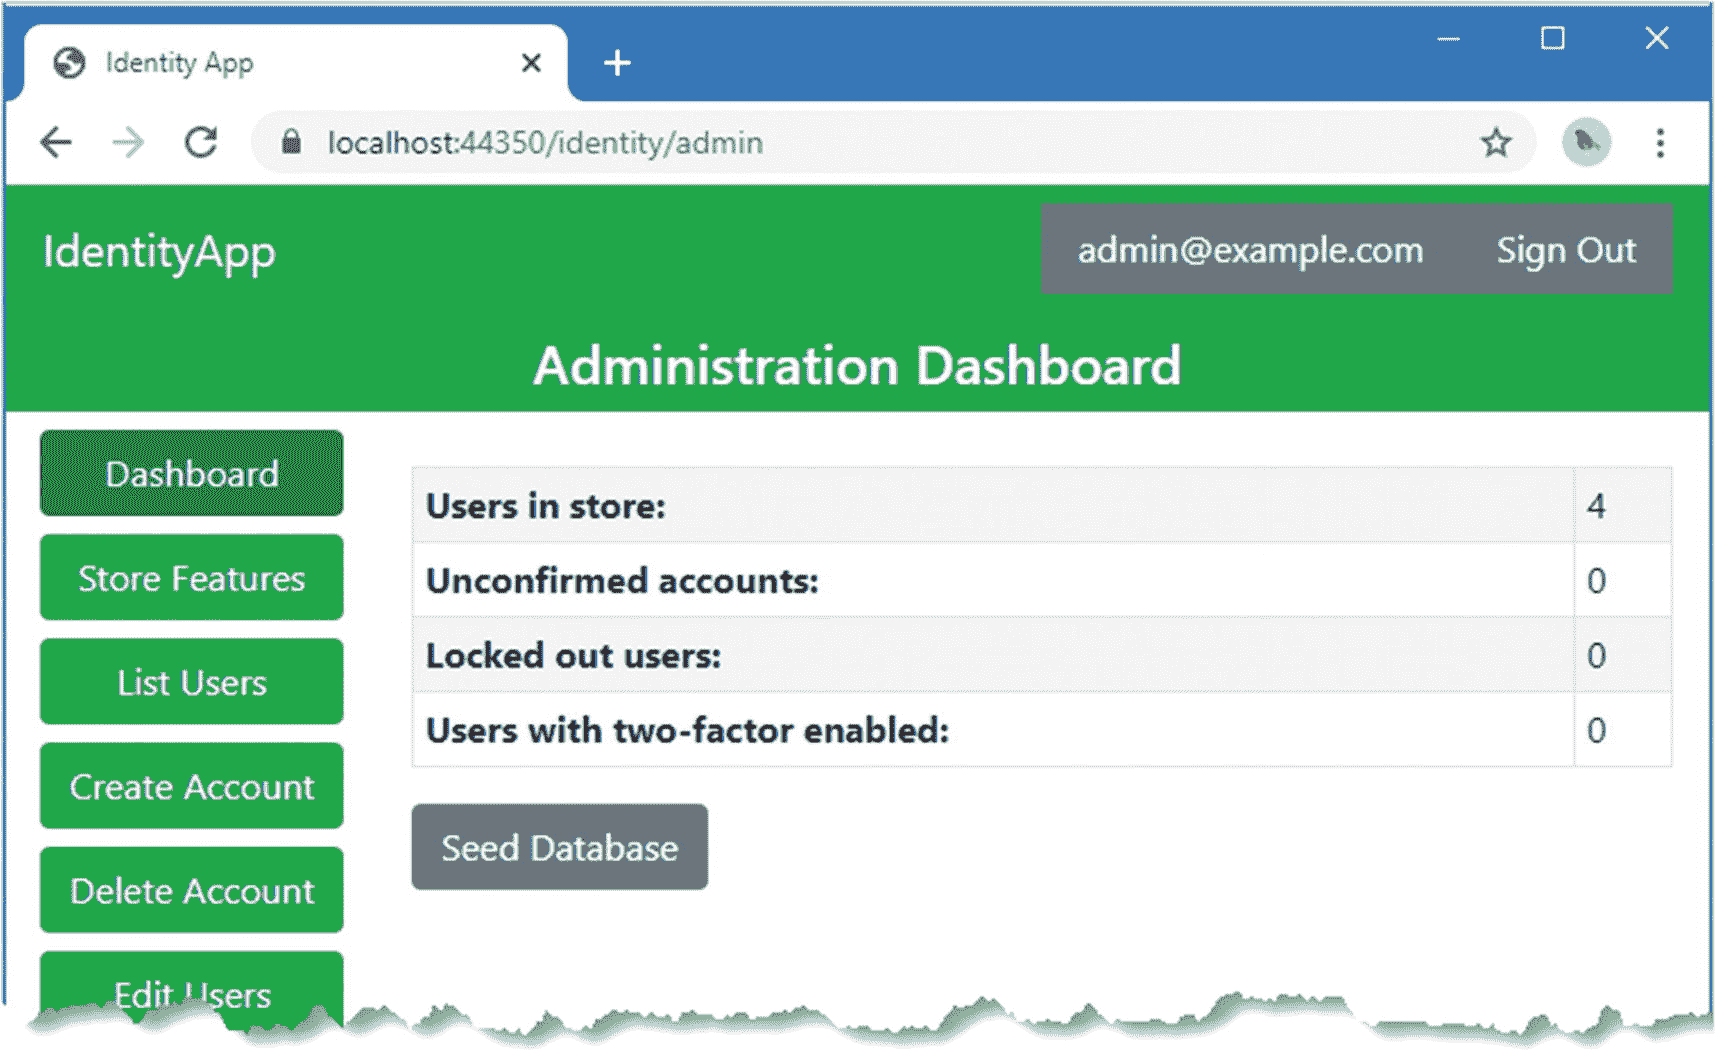 Identity App
localhost:44350/identity/admin
IdentityApp
admin@example.com Sign Out
Administration Dashboard
Dashboard
Users in store: 4
Store Features
Unconfirmed accounts: 0
Locked out users: 0
List Users
Users with two-factor enabled: 0
Create Account
Seed Database
Delete Account
Edit Users